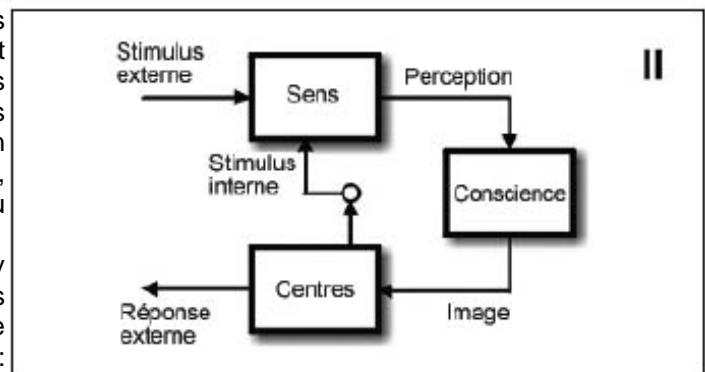 s
t
s
s
n
,
u
y
s
e
:
II
Stimulus
externe
Sens
Perception
Stimulus
interne
Conscience
Centres
Réponse
externe
Image